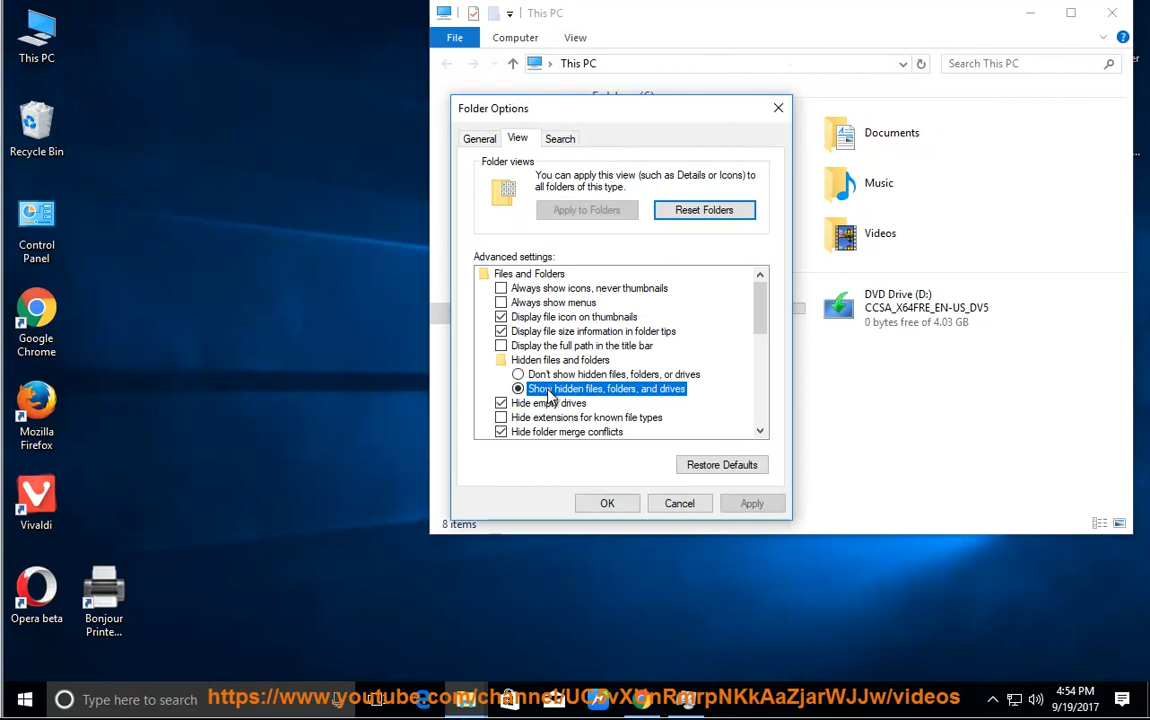 This PC
Recycle Bin
Control
Panel
Google
Chrome
Mozilla
Firefox
Vivaldi
Opera beta
Bonjour
Printe...
This PC
File
Computer
View
This PC
Search This PC
Folder Options
General
View
Search
Folder views
You can apply this view (such as Details or Icons) to
all folders of this type.
Apply to Folders
Reset Folders
Advanced settings:
Files and Folders
Always show icons, never thumbnails
Always show menus
Display file icon on thumbnails
Display file size information in folder tips
Display the full path in the title bar
Hidden files and folders
Don't show hidden files, folders, or drives
Show hidden files, folders, and drives
Hide empty drives
Hide extensions for known file types
Hide folder merge conflicts
Restore Defaults
OK
Cancel
Apply
Documents
Music
Videos
DVD Drive (D:)
CCSA_X64FRE_EN-US_DV5
0 bytes free of 4.03 GB
8 items
Type here to search
4:54 PM
9/19/2017